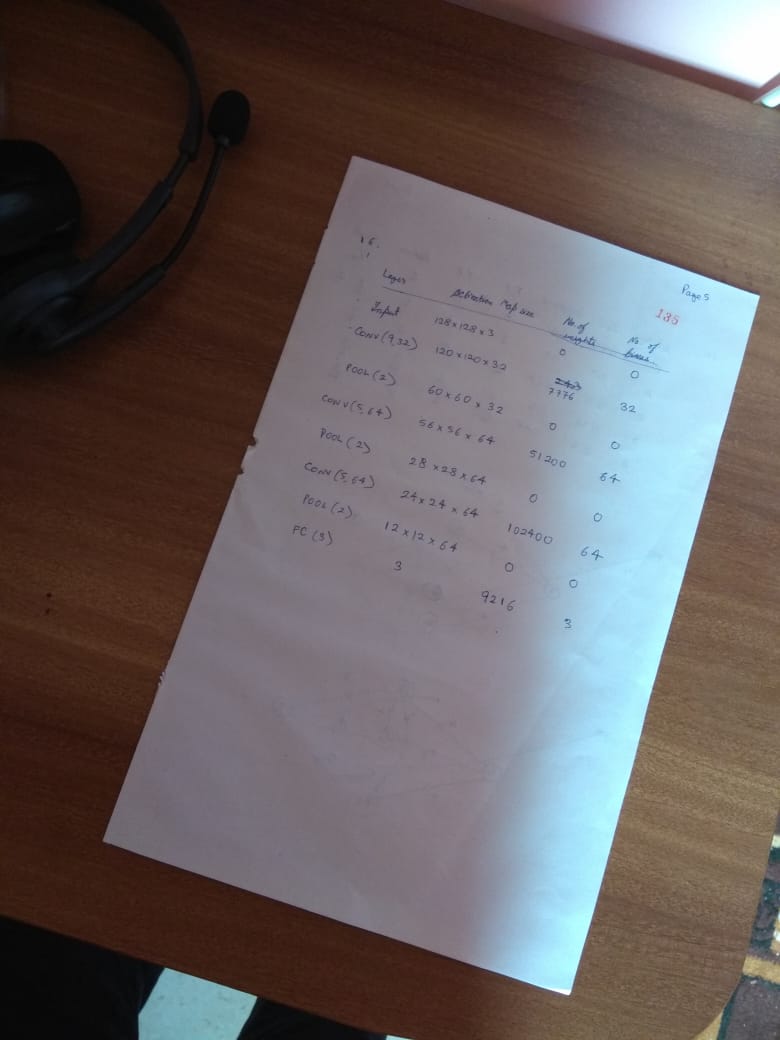 Page 5
135
16.
1
Layer Activation Map size No. of weights No. of biases
Input 128 x 128 x 3 0 0
CONV (9,32) 120 x 120 x 32 7776 32
POOL (2) 60 x 60 x 32 0 0
CONV (5,64) 56 x 56 x 64 51200 64
POOL (2) 28 x 28 x 64 0 0
CONV (5,64) 24 x 24 x 64 102400 64
POOL (2) 12 x 12 x 64 0 0
FC (3) 3 9216 3